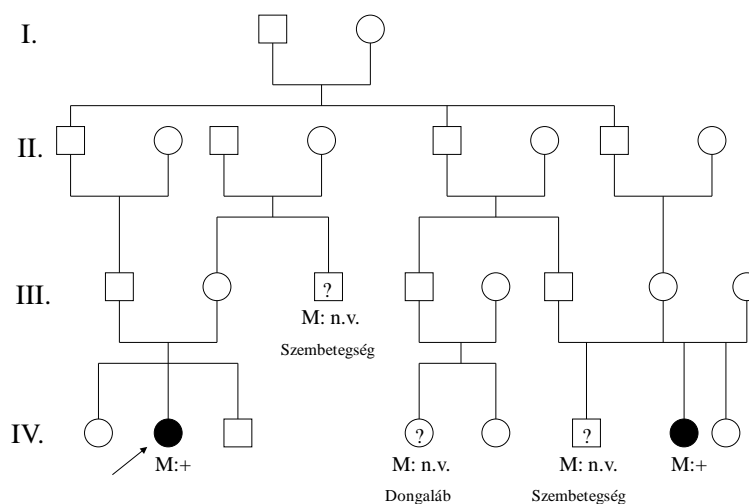 I.
II.
III.
?
M: n.v.
Szembetegség
IV.
?
?
M:+
M: n.v.
M: n.v.
M:+
Dongaláb
Szembetegség